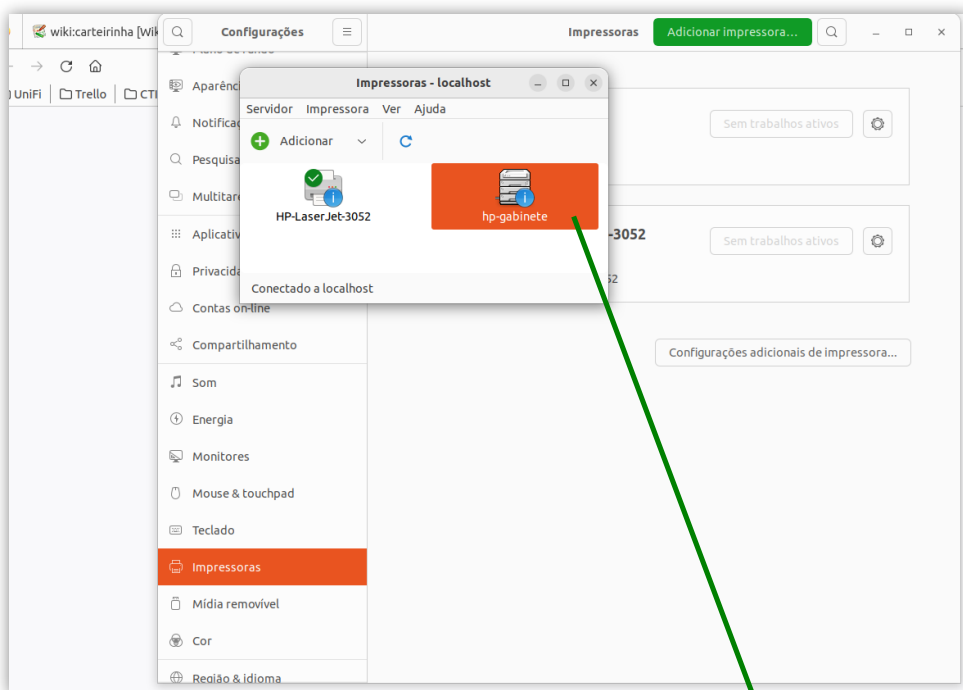 wiki:carteirinha [Wik
Configurações
Impressoras
Adicionar impressora...
UniFi
Trello
CTI
Aparênc
Notificaç
Pesquisa
Multitare
Aplicativ
Privacida
Contas on-line
Compartilhamento
Som
Energia
Monitores
Mouse & touchpad
Teclado
Impressoras
Mídia removível
Cor
Região & idioma
Impressoras - localhost
Servidor Impressora Ver Ajuda
Adicionar
HP-LaserJet-3052
hp-gabinete
Conectado a localhost
Sem trabalhos ativos
-3052
Sem trabalhos ativos
52
Configurações adicionais de impressora...